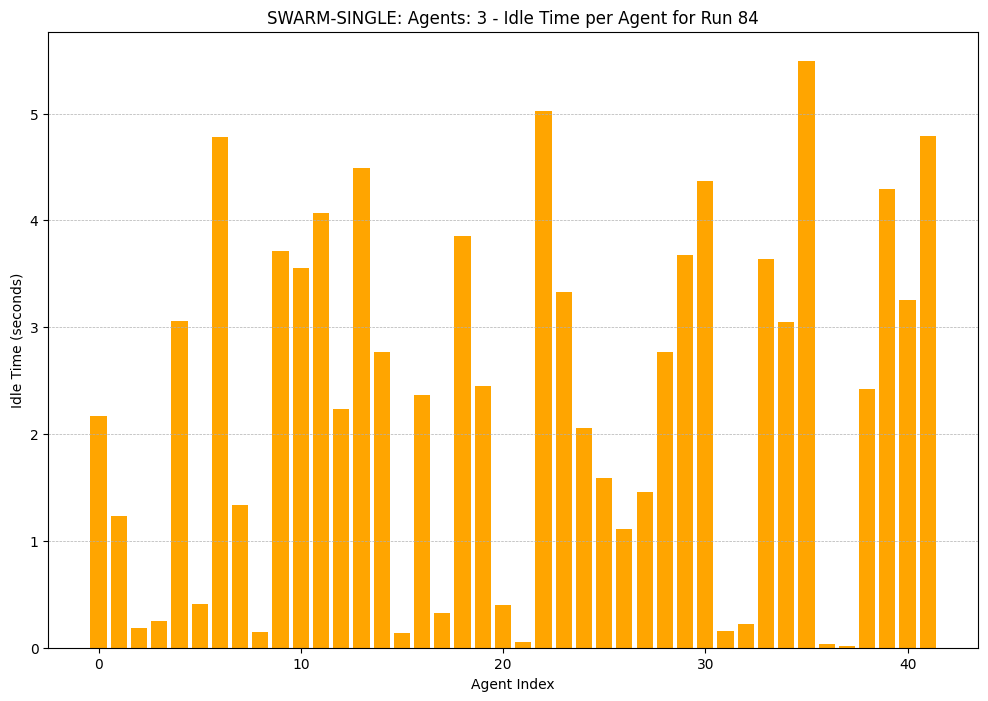 SWARM-SINGLE: Agents: 3 - Idle Time per Agent for Run 84
Idle Time (seconds)
5
4
3
2
1
0
0 10 20 30 40
Agent Index